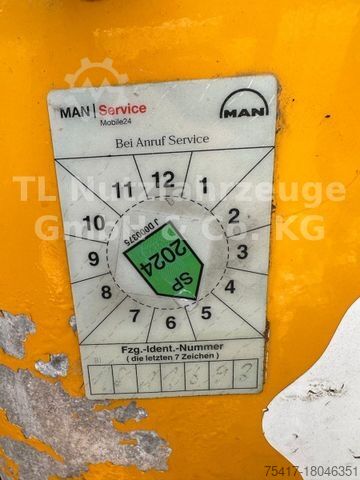 MAN | Service
Mobile24
MAN
Bei Anruf Service
11 12 1
10 2
9 3
8 4
7 6 5
J D000375
2024
SP
Fzg.-Ident.-Nummer
( die letzten 7 Zeichen )
TL Nutzfahrzeuge
GmbH & Co. KG
75417-18046351